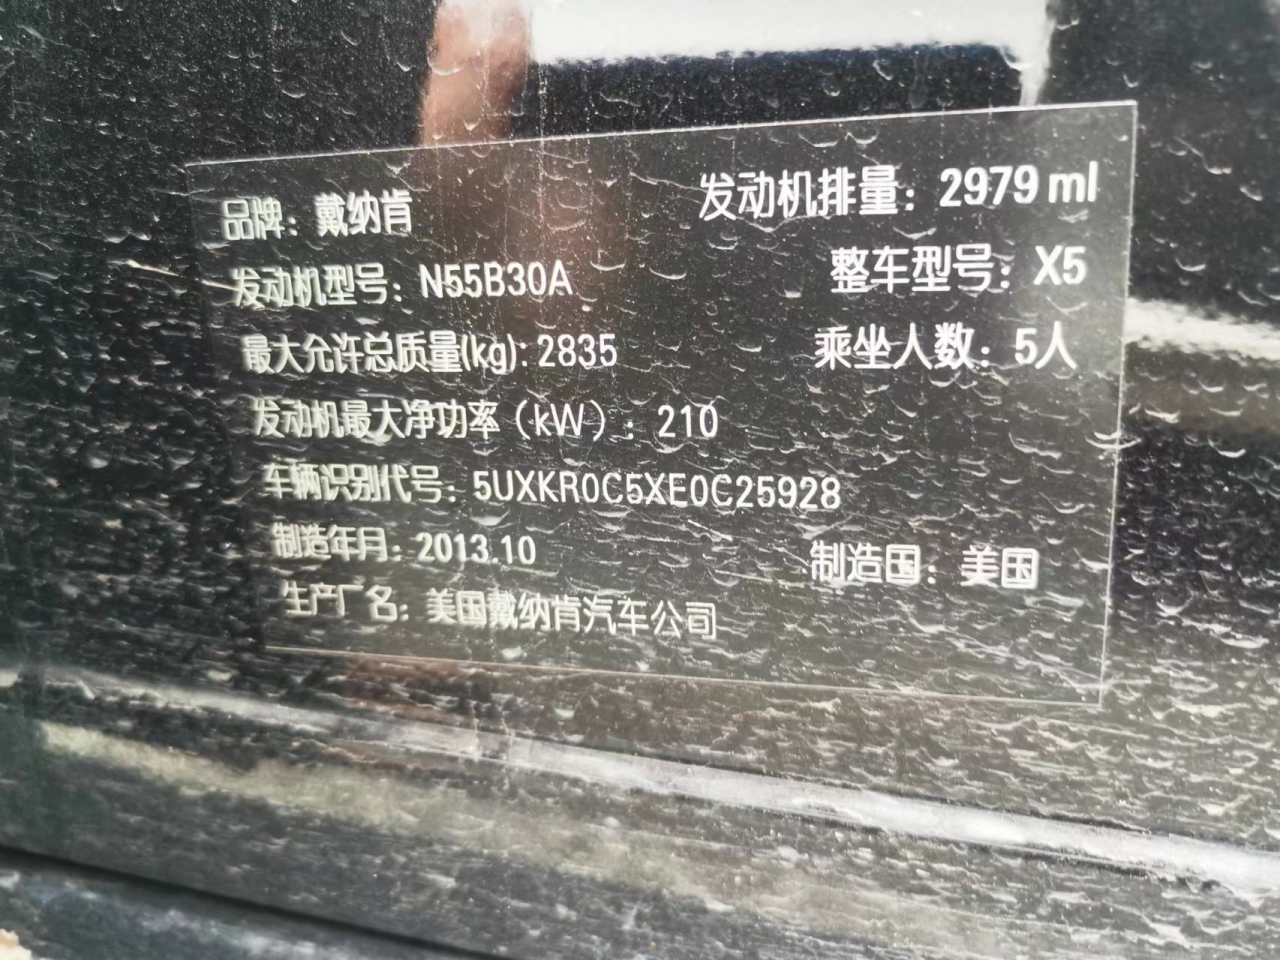 品牌：戴纳肯 发动机排量：2979 ml
发动机型号：N55B30A 整车型号：X5
最大允许总质量(kg)：2835 乘坐人数：5人
发动机最大净功率（kW）：210
车辆识别代号：5UXKR0C5XE0C25928
制造年月：2013.10 制造国：美国
生产厂名：美国戴纳肯汽车公司